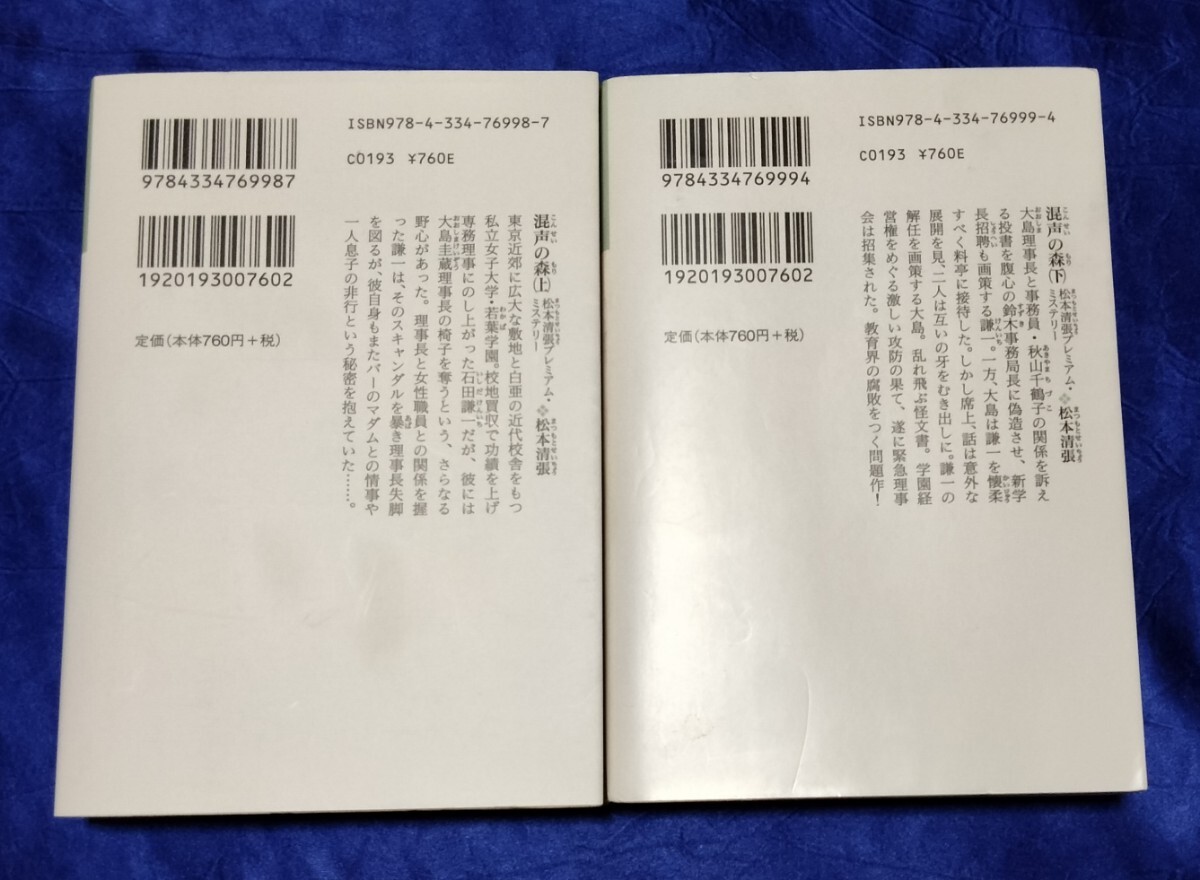 ISBN978-4-334-76998-7
C0193 ¥760E
9784334769987
1920193007602
定価(本体760円+税)
混声の森(上) 松本清張プレミアム・ミステリー 松本清張
東京近郊に広大な敷地と白亜の近代校舎をもつ
私立女子大学・若葉学園。校地買収で功績を上げ
専務理事にのし上がった石田謙一だが、彼には
大島圭蔵理事長の椅子を奪うという、さらなる
野心があった。理事長と女性職員との関係を握
った謙一は、そのスキャンダルを暴き理事長失脚
を図るが、彼自身もまたバーのマダムとの情事や
一人息子の非行という秘密を抱えていた……。
ISBN978-4-334-76999-4
C0193 ¥760E
9784334769994
1920193007602
定価(本体760円+税)
混声の森(下) 松本清張プレミアム・ミステリー 松本清張
大島理事長と事務員・秋山千鶴子の関係を訴え
る投書を腹心の鈴木事務局長に偽造させ、新学
長招聘も画策する謙一。一方、大島は謙一を懐柔
すべく料亭に接待した。しかし席上、話は意外な
展開を見、二人は互いの牙をむき出しに。謙一の
解任を画策する大島。乱れ飛ぶ怪文書。学園経
営権をめぐる激しい攻防の果て、遂に緊急理事
会は招集された。教育界の腐敗をつく問題作!